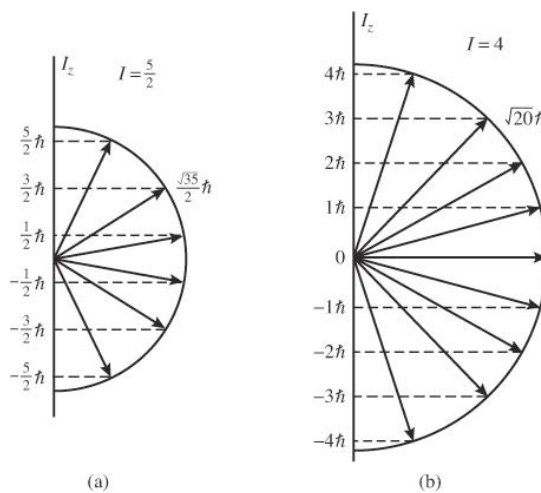 I_z
I = 5/2
5/2 ħ
3/2 ħ
√35/2 ħ
1/2 ħ
−1/2 ħ
−3/2 ħ
−5/2 ħ
(a)
I_z
I = 4
4ħ
3ħ
√20 ħ
2ħ
1ħ
0
−1ħ
−2ħ
−3ħ
−4ħ
(b)